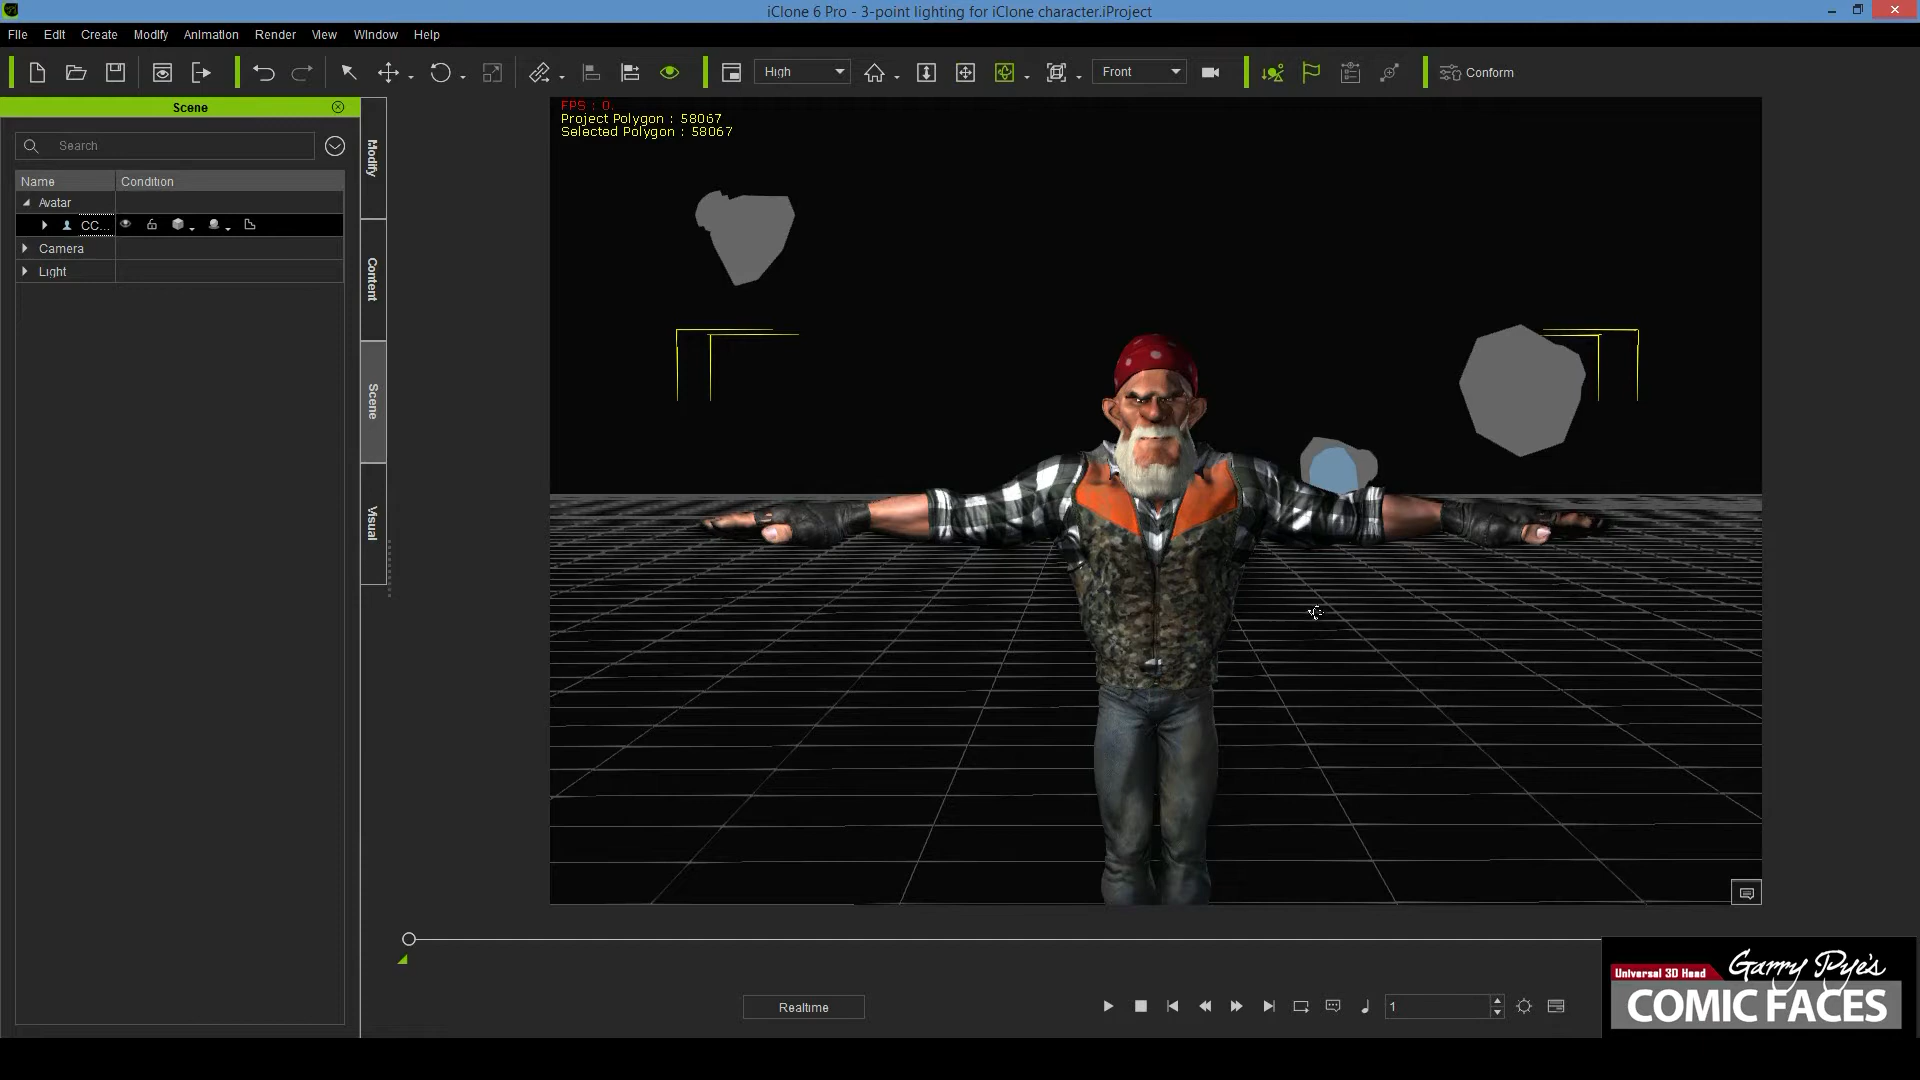 iClone 6 Pro - 3-point lighting for iClone character.iProject
File Edit Create Modify Animation Render View Window Help
High
Front
Conform
Scene
Search
Name Condition
Avatar
CC...
Camera
Light
Modify
Content
Scene
Visual
FPS : 0.
Project Polygon : 58067
Selected Polygon : 58067
Realtime
1
Garry Pye's
Universal 3D Head
COMIC FACES